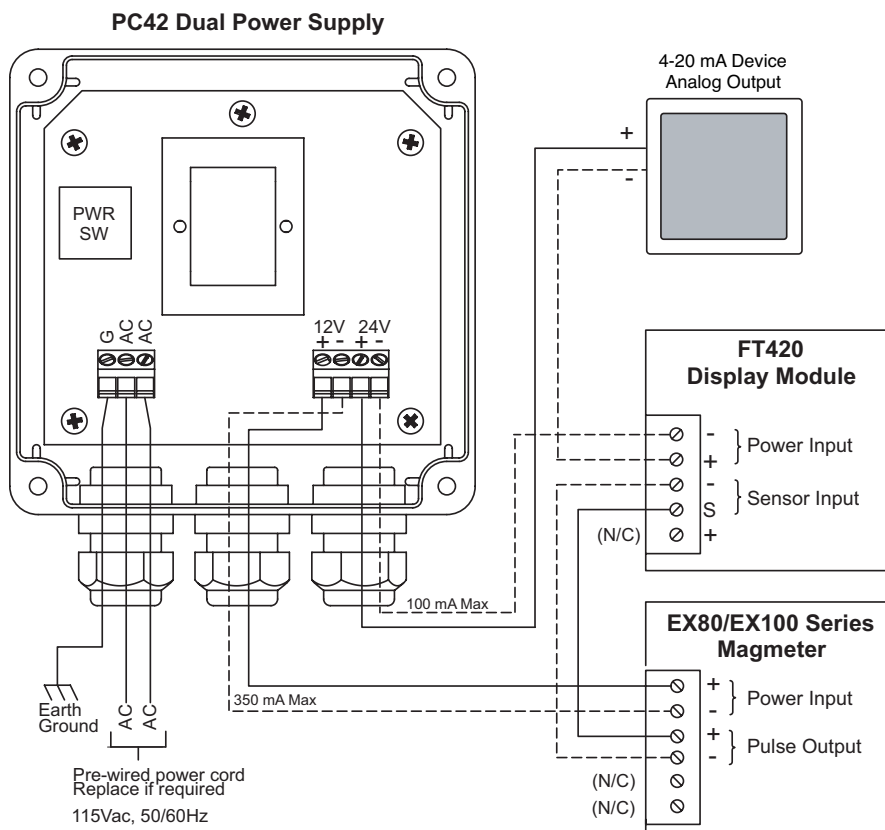 PC42 Dual Power Supply
4-20 mA Device
Analog Output
+
-
PWR
SW
G
AC
AC
12V
24V
+ - + -
FT420
Display Module
-
+
Power Input
-
S
Sensor Input
(N/C)
+
100 mA Max
EX80/EX100 Series
Magmeter
+
-
Power Input
+
-
Pulse Output
(N/C)
(N/C)
350 mA Max
Earth
Ground
AC
AC
Pre-wired power cord
Replace if required
115Vac, 50/60Hz